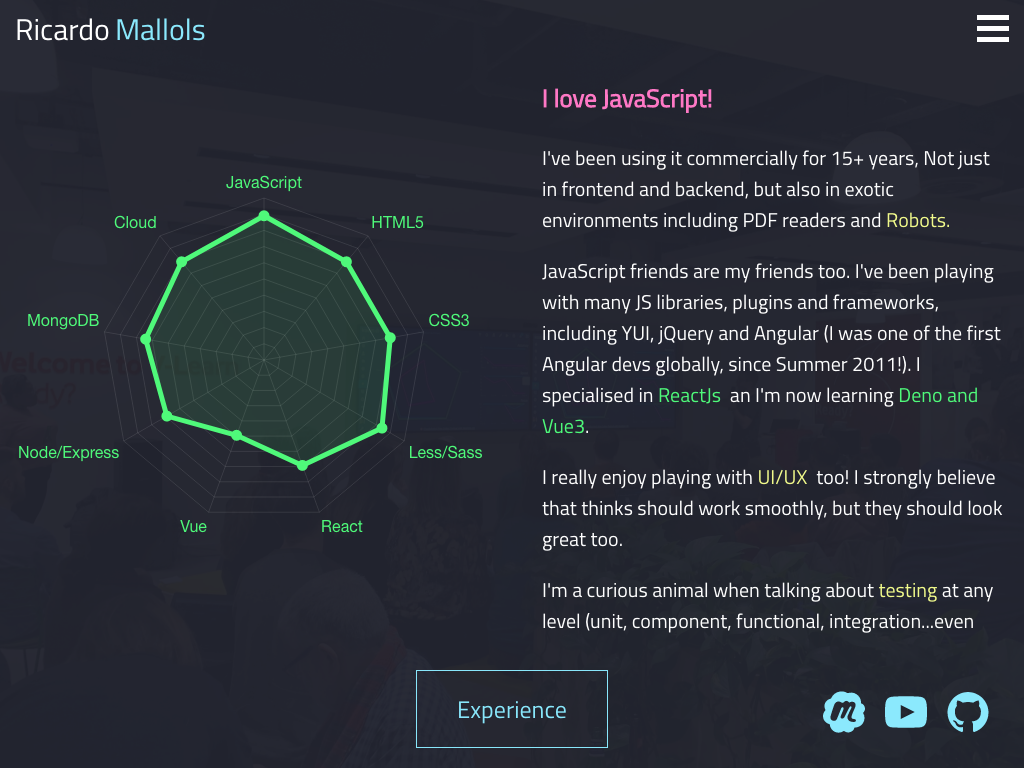 Ricardo Mallols
I love JavaScript!
I've been using it commercially for 15+ years, Not just
in frontend and backend, but also in exotic
environments including PDF readers and Robots.
JavaScript friends are my friends too. I've been playing
with many JS libraries, plugins and frameworks,
including YUI, jQuery and Angular (I was one of the first
Angular devs globally, since Summer 2011!). I
specialised in ReactJs an I'm now learning Deno and
Vue3.
I really enjoy playing with UI/UX too! I strongly believe
that thinks should work smoothly, but they should look
great too.
I'm a curious animal when talking about testing at any
level (unit, component, functional, integration...even
JavaScript
HTML5
CSS3
Less/Sass
React
Vue
Node/Express
MongoDB
Cloud
Welcome to
Experience